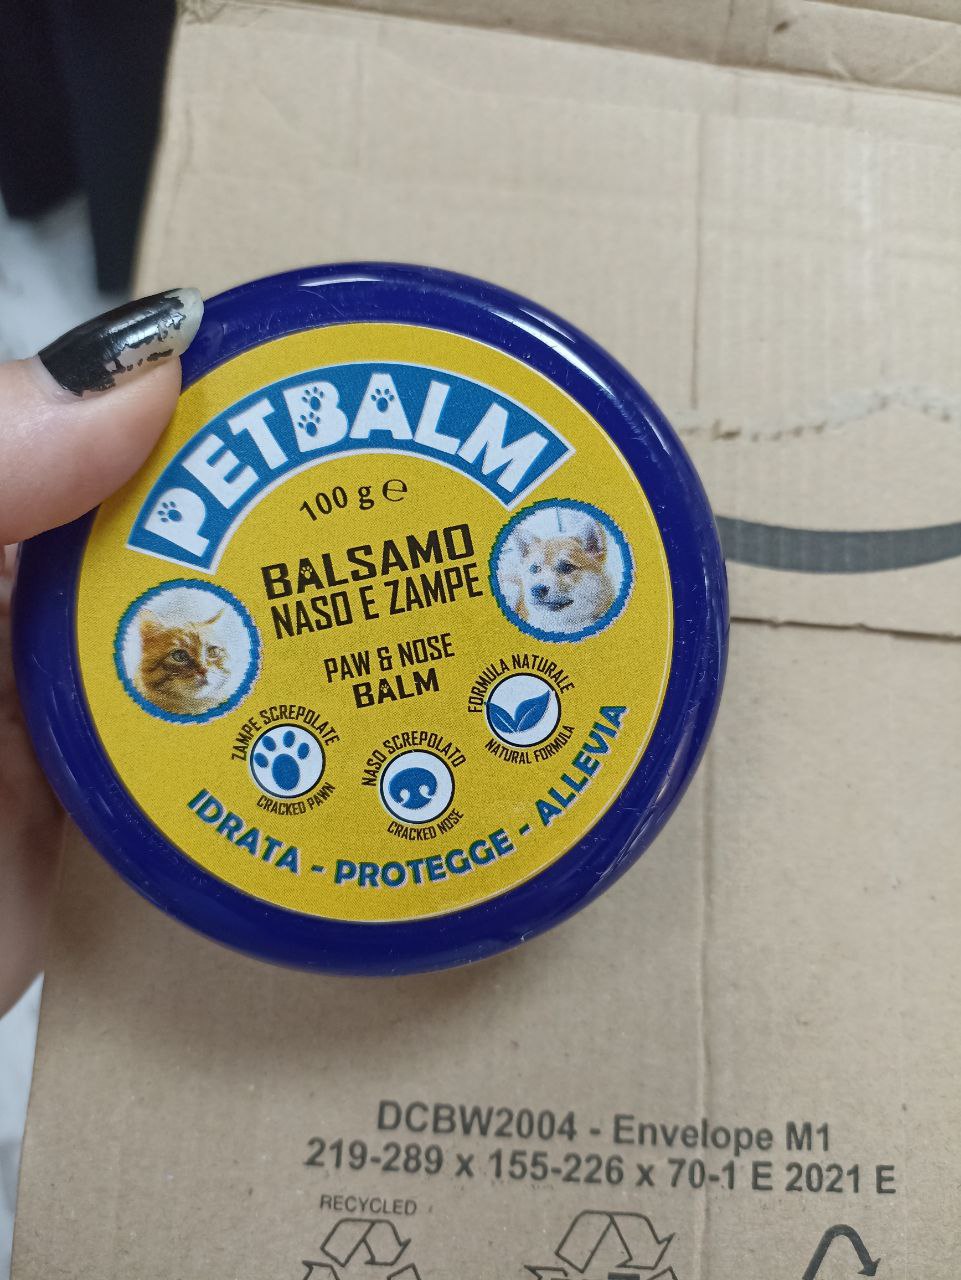 PETBALM
100 g ℮
BALSAMO
NASO E ZAMPE
PAW & NOSE
BALM
ZAMPE SCREPOLATE
CRACKED PAWN
NASO SCREPOLATO
CRACKED NOSE
FORMULA NATURALE
NATURAL FORMULA
IDRATA - PROTEGGE - ALLEVIA
DCBW2004 - Envelope M1
219-289 x 155-226 x 70-1 E 2021 E
RECYCLED